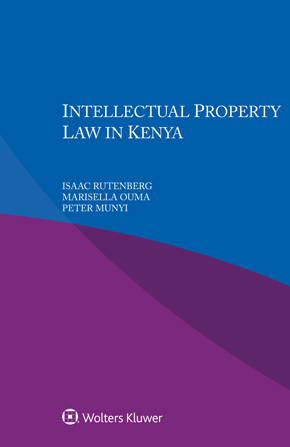 INTELLECTUAL PROPERTY
LAW IN KENYA
ISAAC RUTENBERG
MARISELLA OUMA
PETER MUNYI
Wolters Kluwer